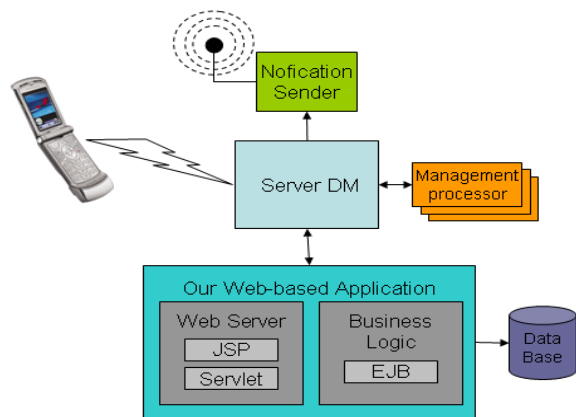 Nofication
Sender
Server DM
Management
processor
Our Web-based Application
Web Server
JSP
Servlet
Business
Logic
EJB
Data
Base